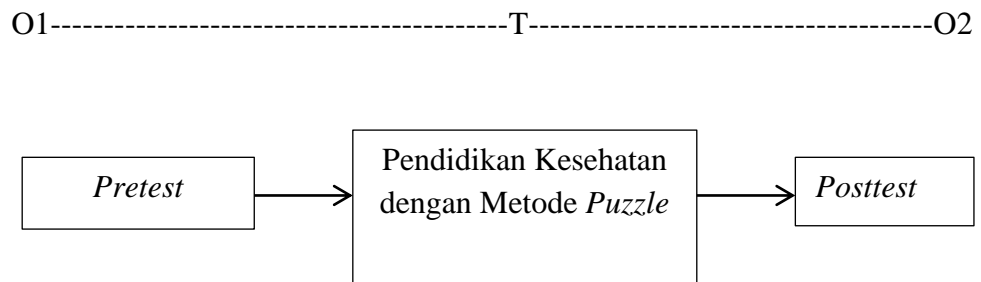 O1---------------------------------------T-----------------------------------O2
Pretest
Pendidikan Kesehatan
dengan Metode Puzzle
Posttest